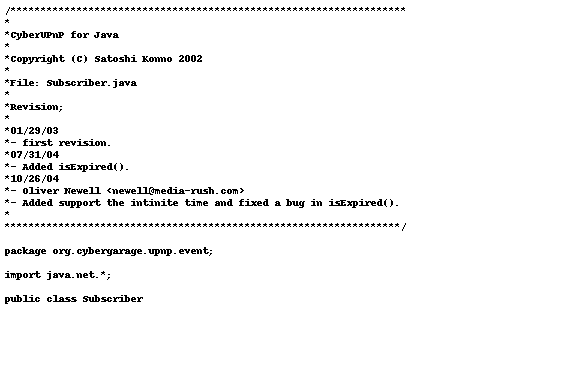 /******************************************************************
*
*CyberUPnP for Java
*
*Copyright (C) Satoshi Konno 2002
*
*File: Subscriber.java
*
*Revision;
*
*01/29/03
*- first revision.
*07/31/04
*- Added isExpired().
*10/26/04
*- Oliver Newell <newell@media-rush.com>
*- Added support the intinite time and fixed a bug in isExpired().
*
******************************************************************/
package org.cybergarage.upnp.event;
import java.net.*;
public class Subscriber